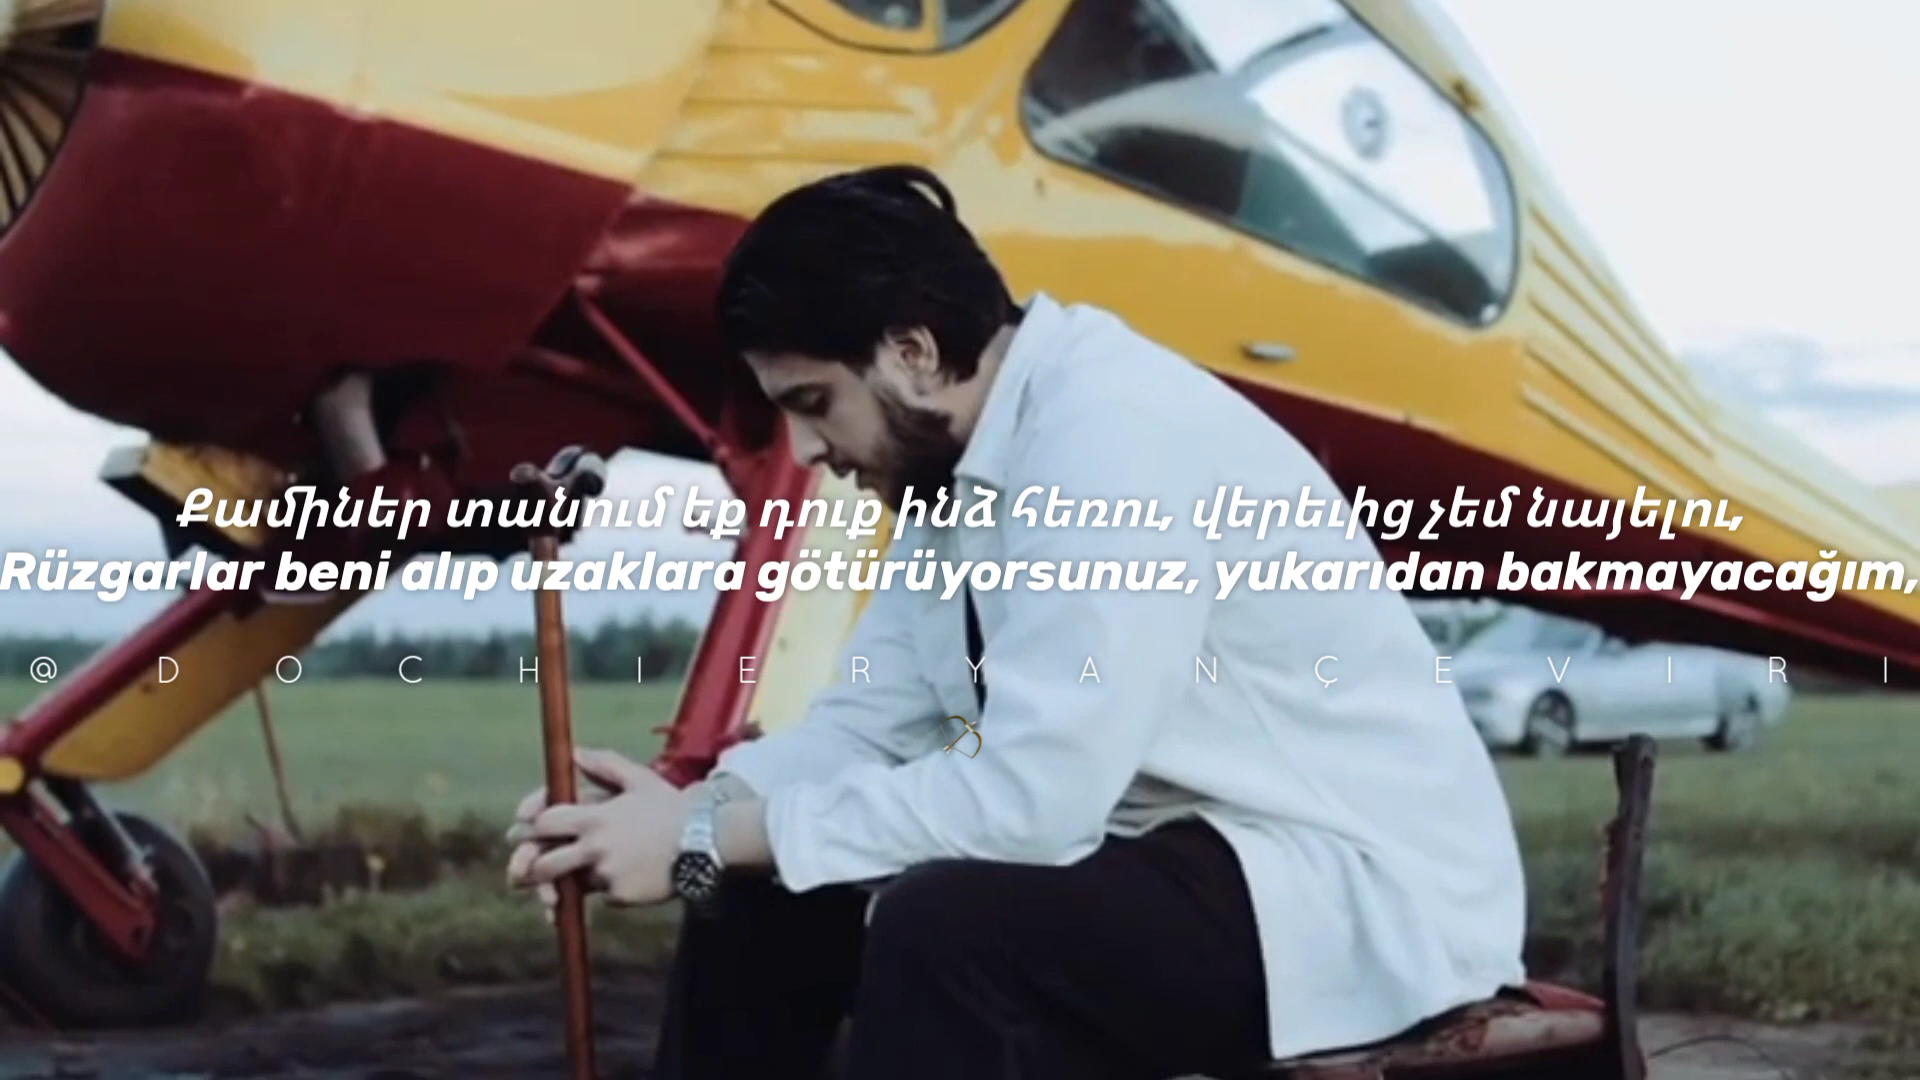 Քամիներ տանում եք դուք ինձ հեռու, վերեւից չեմ նայելու,
Rüzgarlar beni alıp uzaklara götürüyorsunuz, yukarıdan bakmayacağım,
@DOCHIERYANÇEVIRI